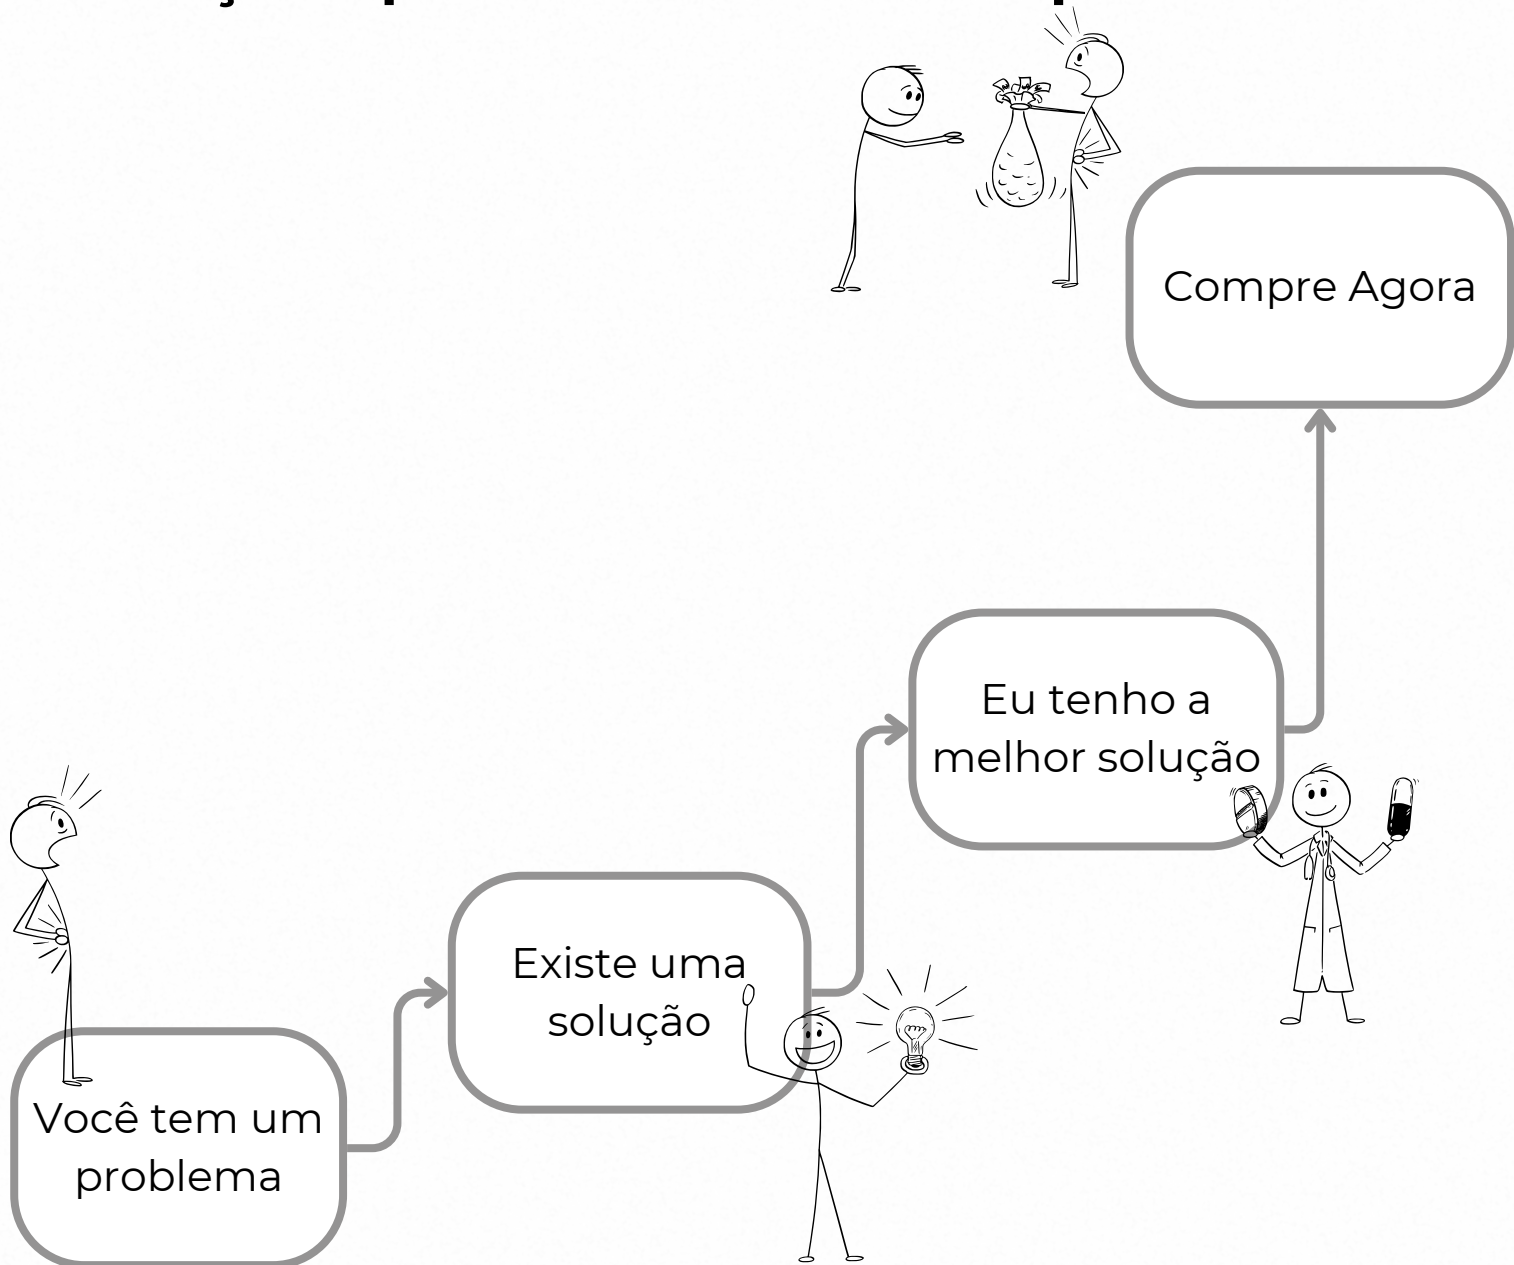 Compre Agora
Eu tenho a
melhor solução
Existe uma
solução
Você tem um
problema